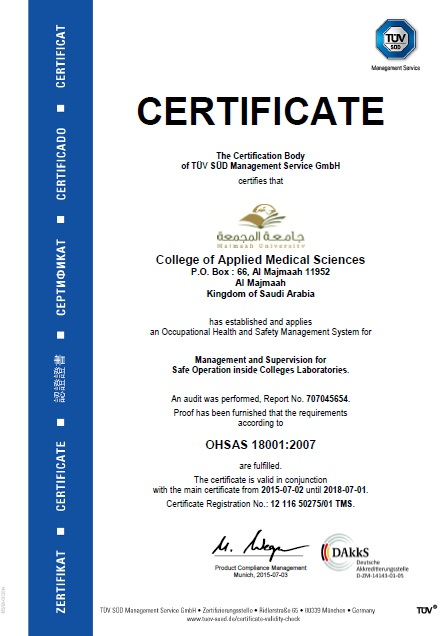 TÜV
SÜD
Management Service
CERTIFICATE
The Certification Body
of TÜV SÜD Management Service GmbH
certifies that
جامعة المجمعة
Majmaah University
College of Applied Medical Sciences
P.O. Box : 66, Al Majmaah 11952
Al Majmaah
Kingdom of Saudi Arabia
has established and applies
an Occupational Health and Safety Management System for
Management and Supervision for
Safe Operation inside Colleges Laboratories.
An audit was performed, Report No. 707045654.
Proof has been furnished that the requirements
according to
OHSAS 18001:2007
are fulfilled.
The certificate is valid in conjunction
with the main certificate from 2015-07-02 until 2018-07-01.
Certificate Registration No.: 12 116 50275/01 TMS.
Product Compliance Management
Munich, 2015-07-03
DAkkS
Deutsche
Akkreditierungsstelle
D-ZM-14143-01-05
TÜV SÜD Management Service GmbH • Zertifizierungsstelle • Ridlerstraße 65 • 80339 München • Germany
www.tuev-sued.de/certificate-validity-check
TÜV®
ZERTIFIKAT ■ CERTIFICATE ■ 認證證書 ■ СЕРТИФИКАТ ■ CERTIFICADO ■ CERTIFICAT